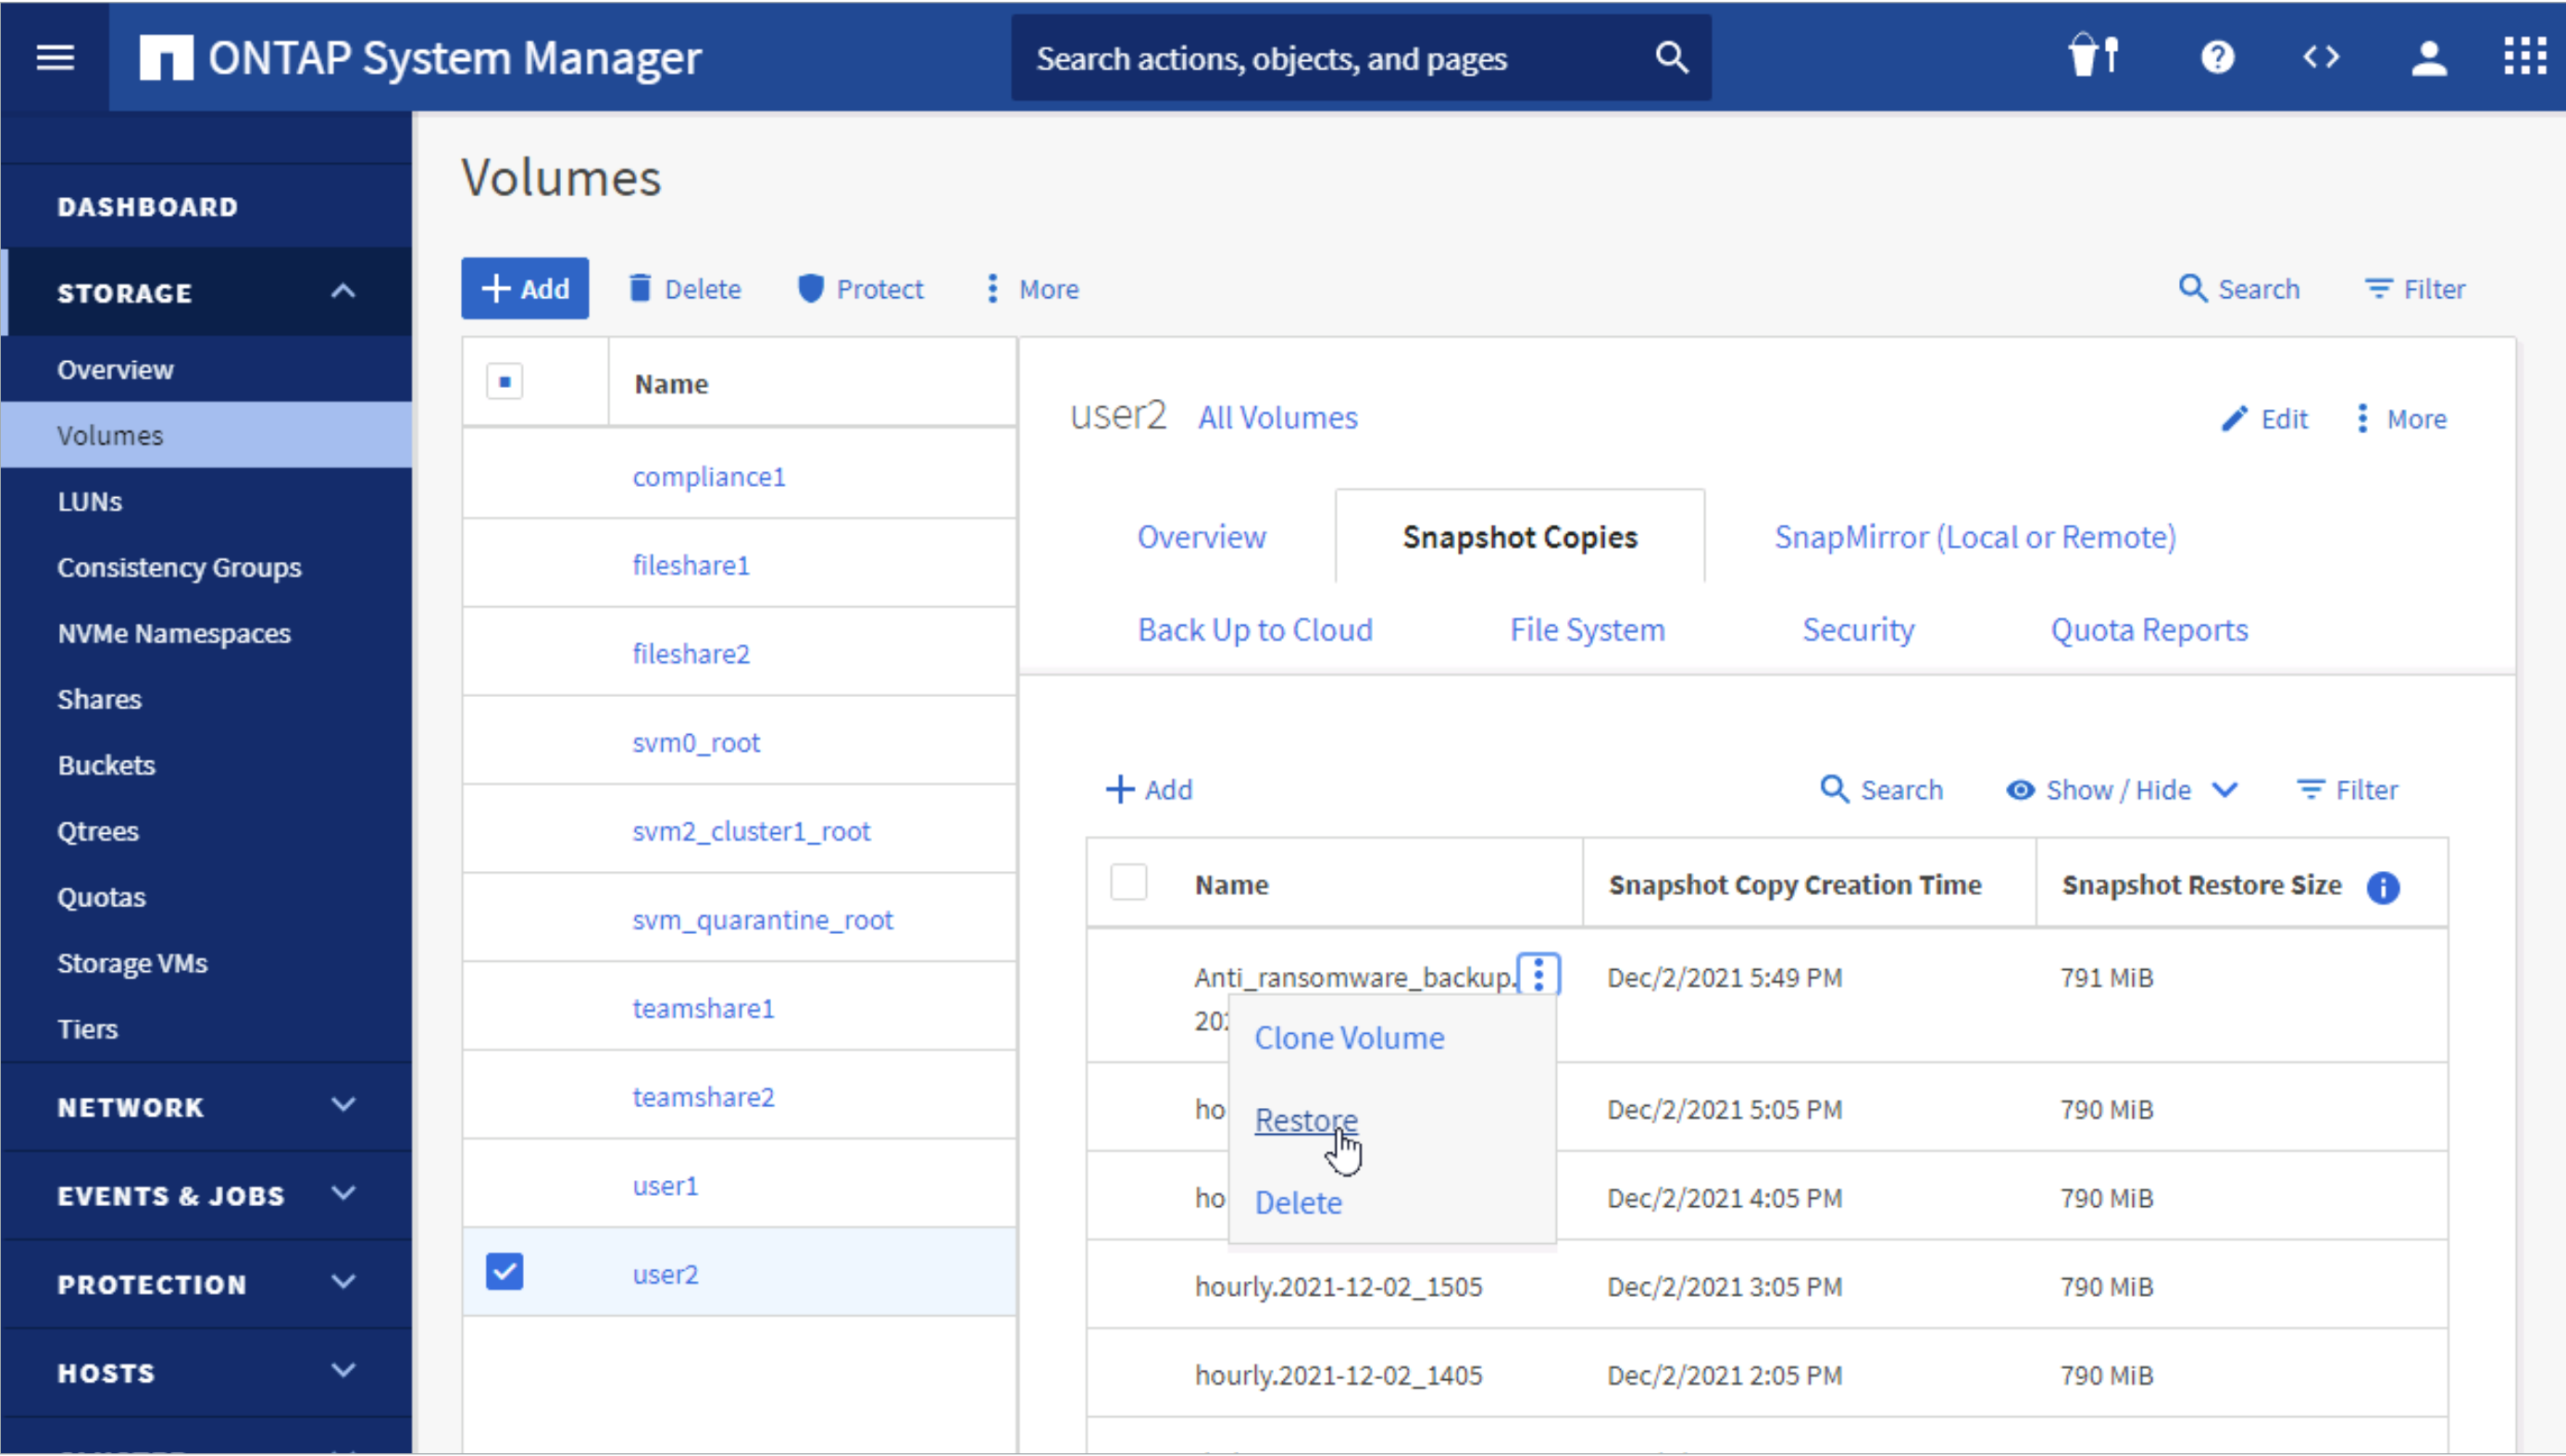 ONTAP System Manager
Search actions, objects, and pages
DASHBOARD
STORAGE
Overview
Volumes
LUNs
Consistency Groups
NVMe Namespaces
Shares
Buckets
Qtrees
Quotas
Storage VMs
Tiers
NETWORK
EVENTS & JOBS
PROTECTION
HOSTS
Volumes
Add Delete Protect More Search Filter
Name
compliance1
fileshare1
fileshare2
svm0_root
svm2_cluster1_root
svm_quarantine_root
teamshare1
teamshare2
user1
user2
user2 All Volumes Edit More
Overview Snapshot Copies SnapMirror (Local or Remote)
Back Up to Cloud File System Security Quota Reports
Add Search Show / Hide Filter
Name Snapshot Copy Creation Time Snapshot Restore Size
Anti_ransomware_backup. Dec/2/2021 5:49 PM 791 MiB
Clone Volume
Restore
Delete
Dec/2/2021 5:05 PM 790 MiB
Dec/2/2021 4:05 PM 790 MiB
hourly.2021-12-02_1505 Dec/2/2021 3:05 PM 790 MiB
hourly.2021-12-02_1405 Dec/2/2021 2:05 PM 790 MiB